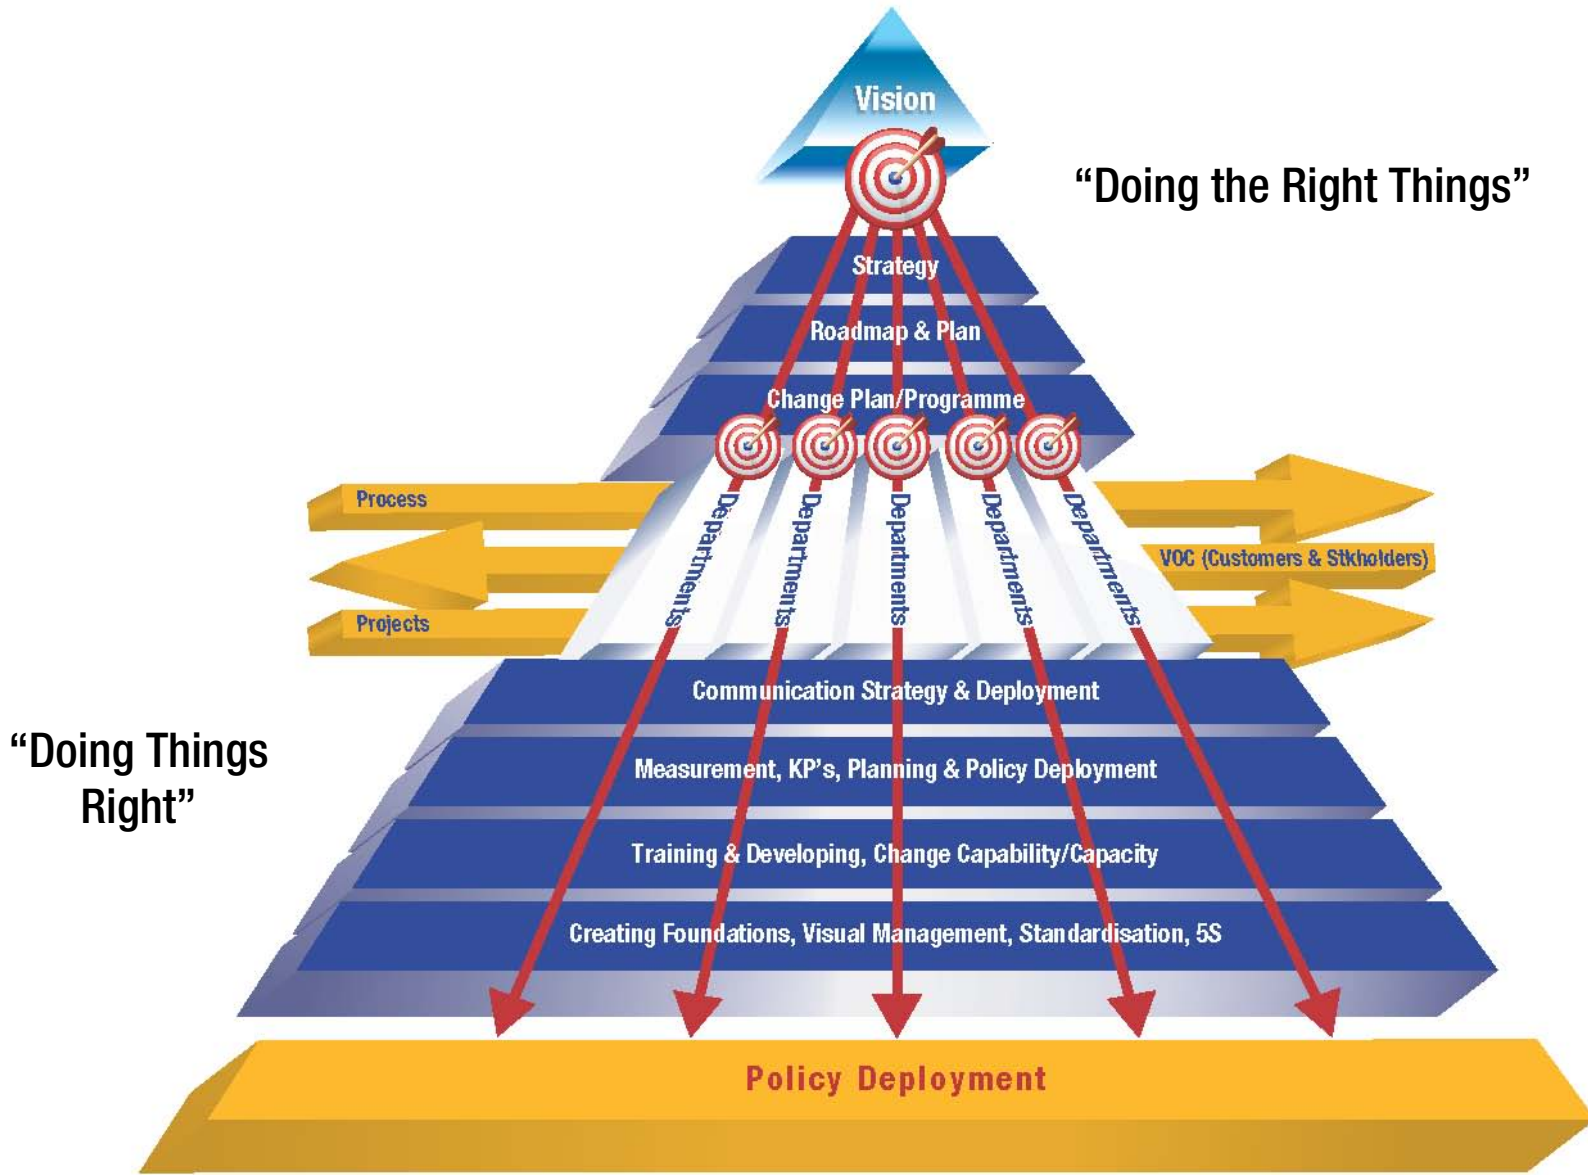 Vision
“Doing the Right Things”
Strategy
Roadmap & Plan
Change Plan/Programme
Process
Departments
Departments
Departments
Departments
Departments
VOC (Customers & Stkholders)
Projects
Communication Strategy & Deployment
“Doing Things
Right”
Measurement, KP's, Planning & Policy Deployment
Training & Developing, Change Capability/Capacity
Creating Foundations, Visual Management, Standardisation, 5S
Policy Deployment